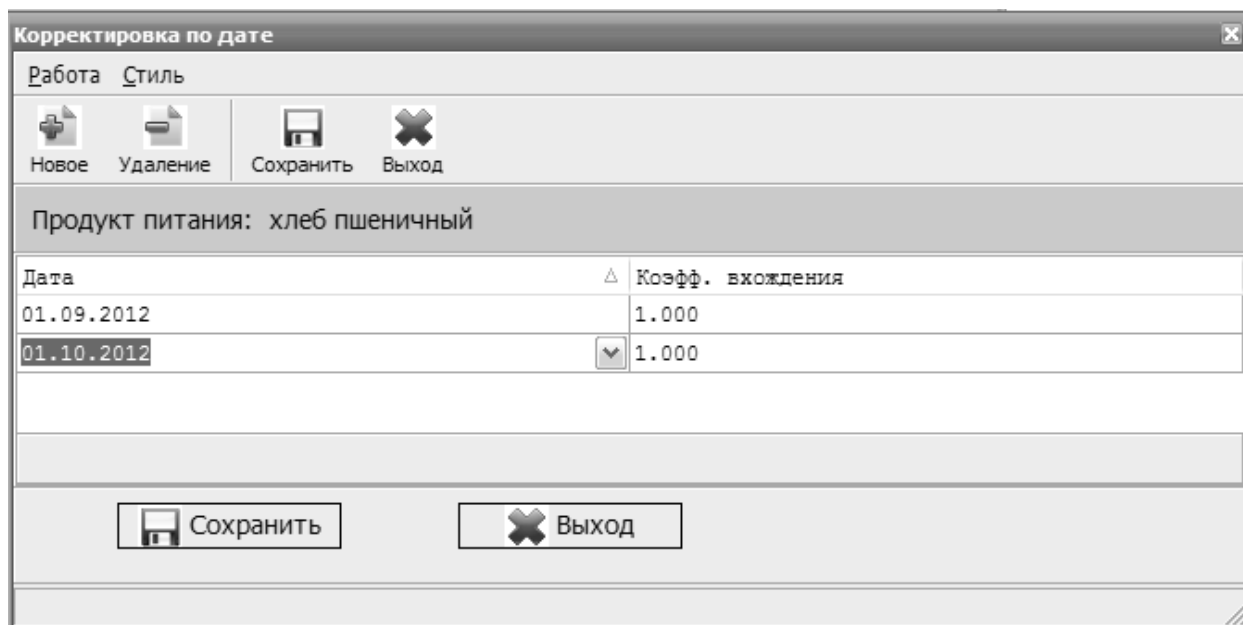 Корректировка по дате
Работа Стиль
Новое Удаление Сохранить Выход
Продукт питания: хлеб пшеничный
Дата Коэфф. вхождения
01.09.2012 1.000
01.10.2012 1.000
Сохранить Выход